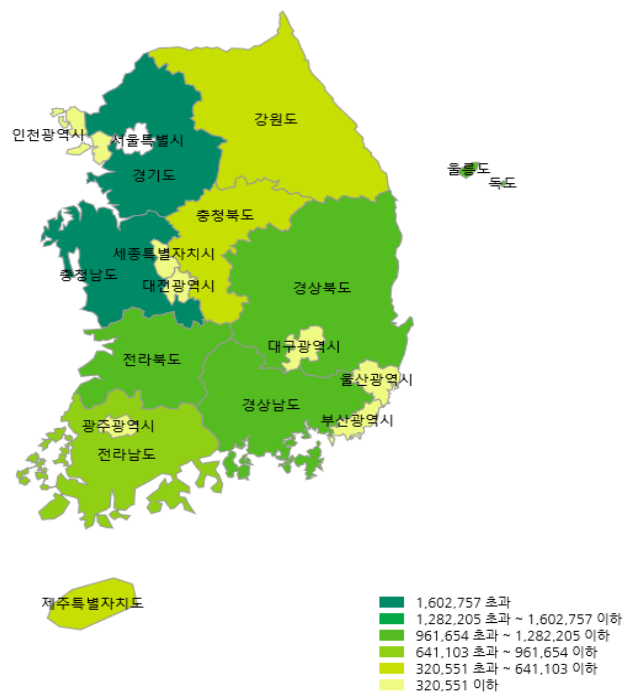 강원도
인천광역시
서울특별시
경기도
울릉도
독도
충청북도
세종특별자치시
충청남도
대전광역시
경상북도
대구광역시
전라북도
울산광역시
경상남도
부산광역시
광주광역시
전라남도
제주특별자치도
1,602,757 초과
1,282,205 초과 ~ 1,602,757 이하
961,654 초과 ~ 1,282,205 이하
641,103 초과 ~ 961,654 이하
320,551 초과 ~ 641,103 이하
320,551 이하